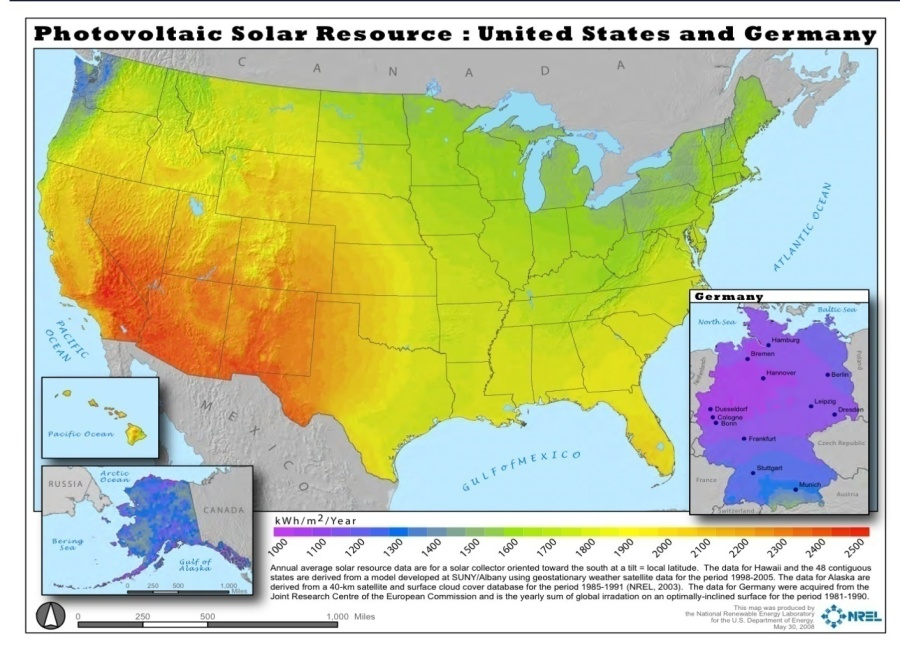 Photovoltaic Solar Resource : United States and Germany
C A N A D A
ATLANTIC OCEAN
PACIFIC OCEAN
MEXICO
GULF of MEXICO
Germany
North Sea
Baltic Sea
Hamburg
Bremen
Netherlands
Poland
Hannover
Berlin
Leipzig
Dusseldorf
Dresden
Cologne
Bonn
Frankfurt
Czech Republic
Stuttgart
France
Munich
Austria
Switzerland
Pacific Ocean
Arctic Ocean
RUSSIA
CANADA
Bering Sea
Gulf of Alaska
0 250 500 1,000 Miles
kWh/m2/Year
1000 1100 1200 1300 1400 1500 1600 1700 1800 1900 2000 2100 2200 2300 2400 2500
Annual average solar resource data are for a solar collector oriented toward the south at a tilt = local latitude. The data for Hawaii and the 48 contiguous
states are derived from a model developed at SUNY/Albany using geostationary weather satellite data for the period 1998-2005. The data for Alaska are
derived from a 40-km satellite and surface cloud cover database for the period 1985-1991 (NREL, 2003). The data for Germany were acquired from the
Joint Research Centre of the European Commission and is the yearly sum of global irradation on an optimally-inclined surface for the period 1981-1990.
0 250 500 1,000 Miles
This map was produced by
the National Renewable Energy Laboratory
for the U.S. Department of Energy.
May 30, 2008
NREL